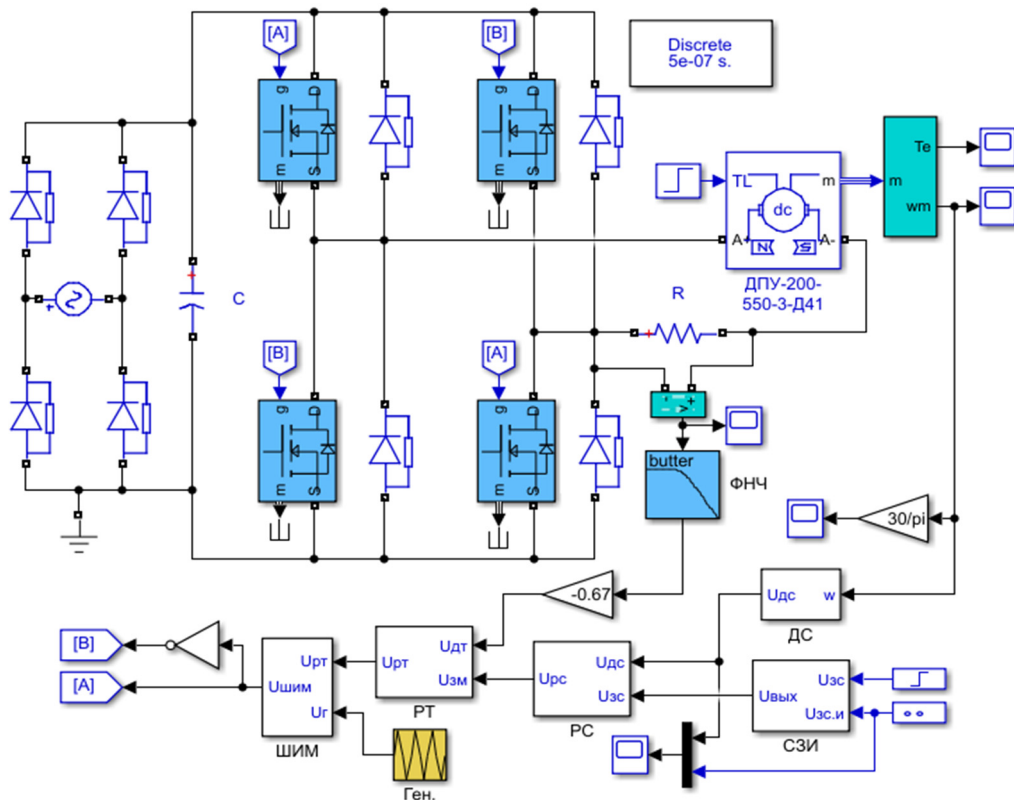 [A]
[B]
Discrete
5e-07 s.
g
D
m
S
g
D
m
S
TL
m
dc
A+
A-
N
S
ДПУ-200-
550-3-Д41
m
Te
wm
+
C
R
+
[B]
[A]
g
D
m
S
g
D
m
S
+
-
v
butter
ФНЧ
30/pi
-0.67
Uдс
w
ДС
[B]
[A]
Uшим
Uрт
Uг
ШИМ
Uрт
Uдт
Uзм
РТ
Uрс
Uдс
Uзс
РС
Uвых
Uзс
Uзс.и
СЗИ
Ген.